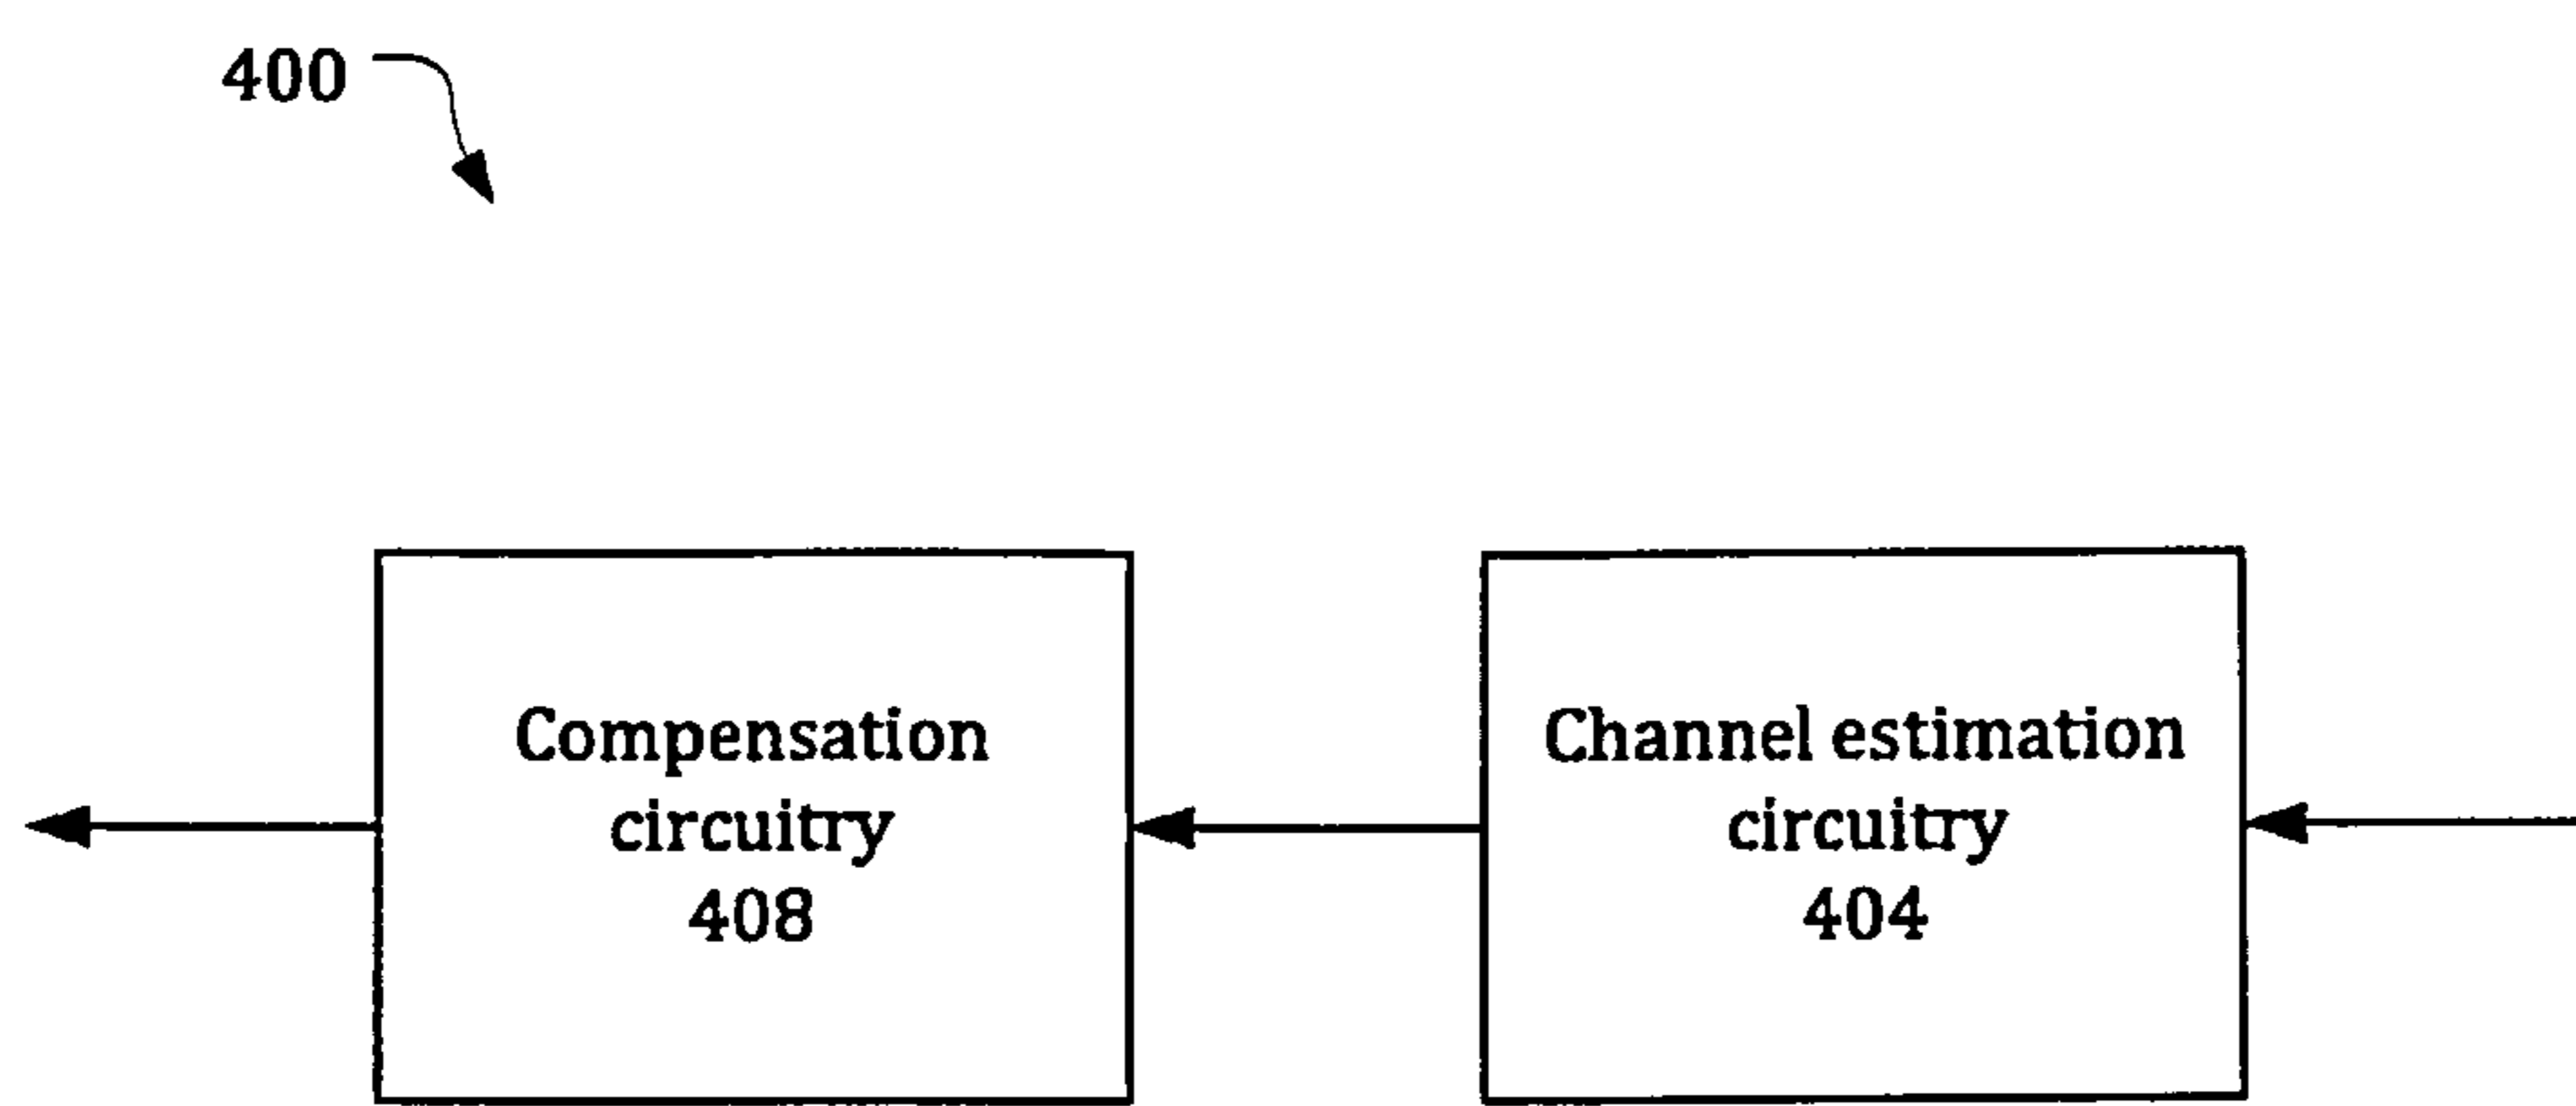 400
Compensation
circuitry
408
Channel estimation
circuitry
404